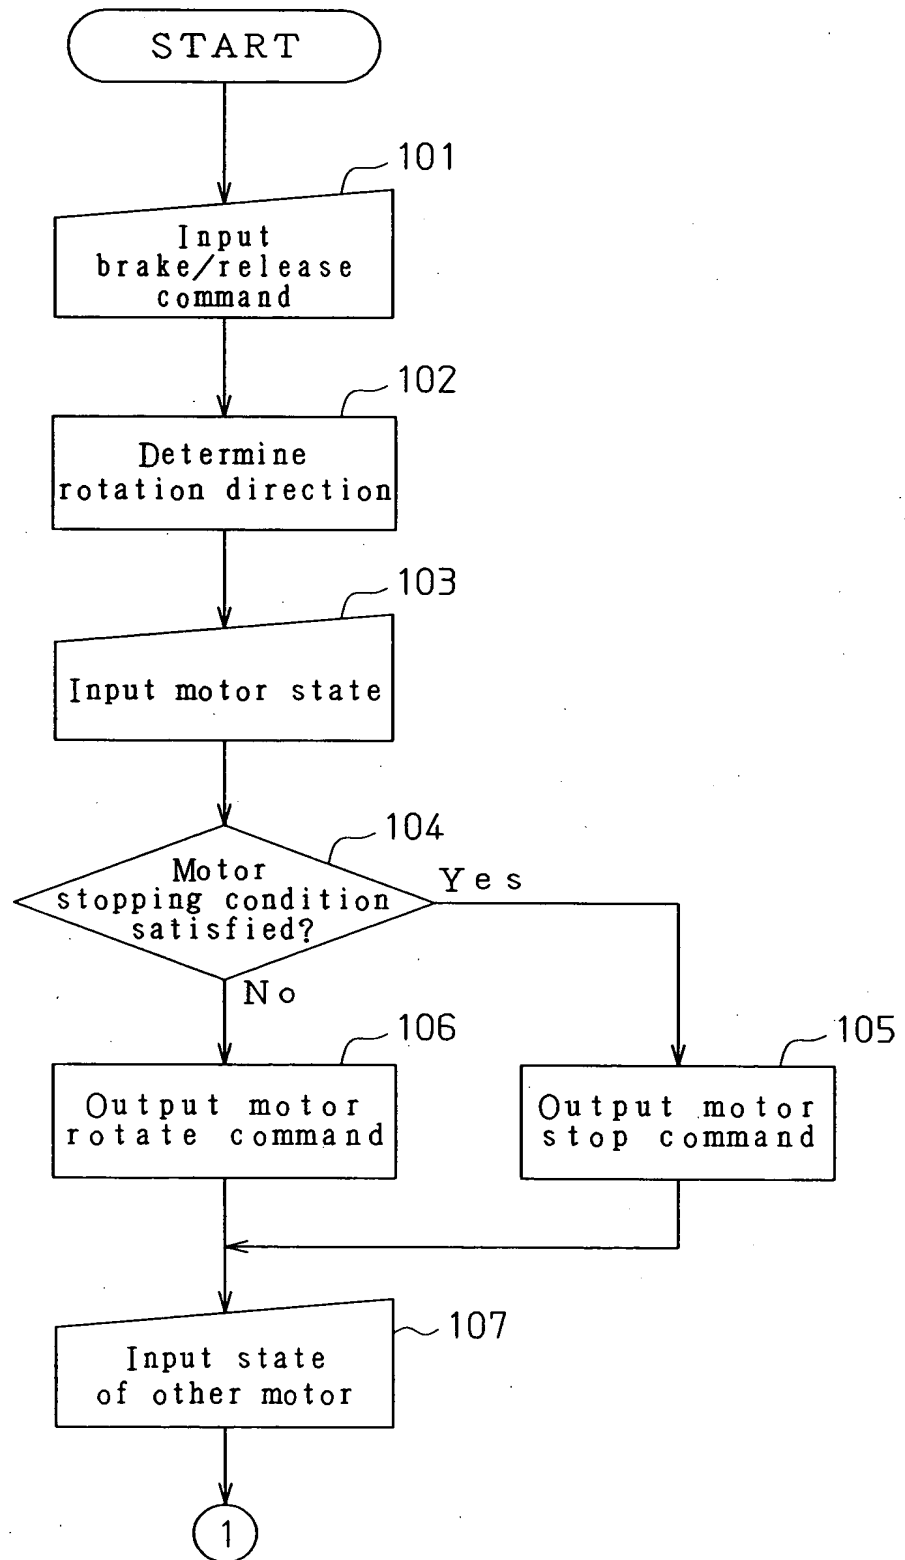 START
101
Input
brake/release
command
102
Determine
rotation direction
103
Input motor state
104
Motor
stopping condition
satisfied?
Yes
No
106
Output motor
rotate command
105
Output motor
stop command
107
Input state
of other motor
1